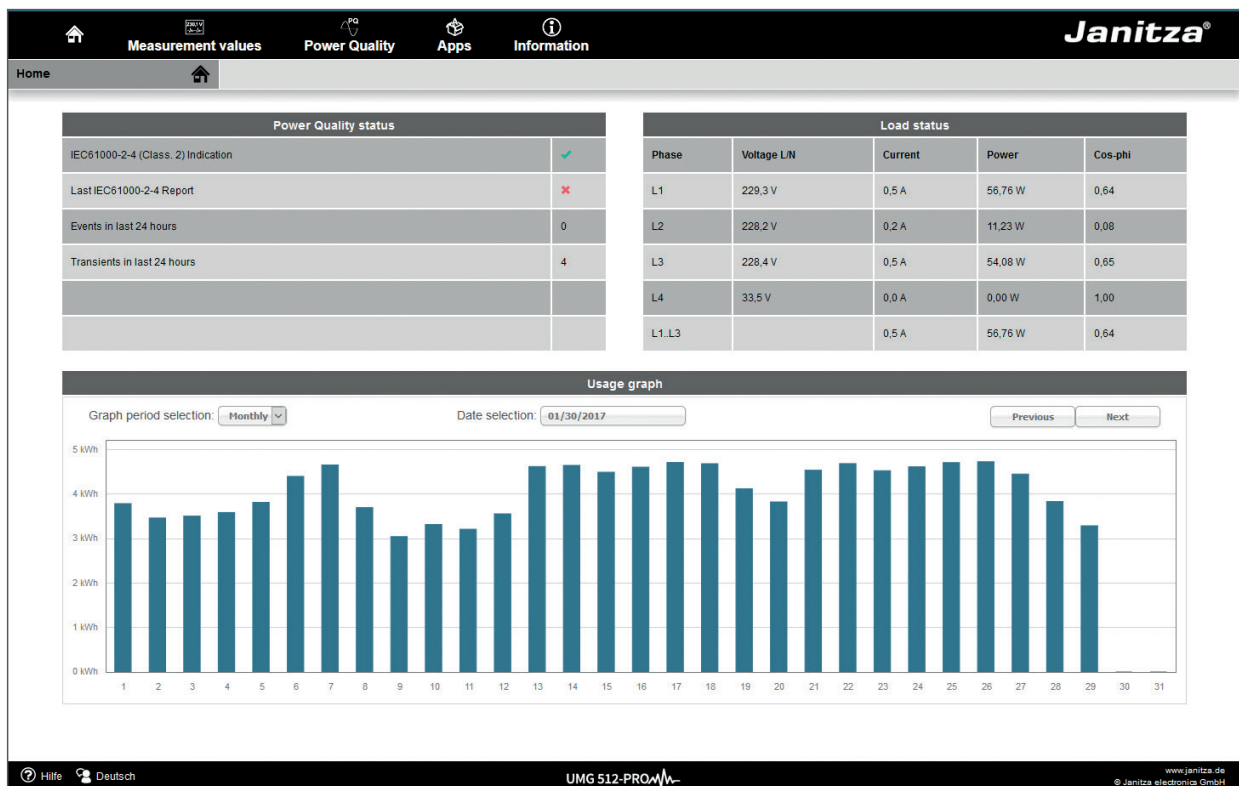 230,1 V
PQ
Measurement values Power Quality Apps Information
Janitza®
Home
Power Quality status
IEC61000-2-4 (Class. 2) Indication
Last IEC61000-2-4 Report
Events in last 24 hours 0
Transients in last 24 hours 4
Load status
Phase Voltage L/N Current Power Cos-phi
L1 229,3 V 0,5 A 56,76 W 0,64
L2 228,2 V 0,2 A 11,23 W 0,08
L3 228,4 V 0,5 A 54,08 W 0,65
L4 33,5 V 0,0 A 0,00 W 1,00
L1..L3 0,5 A 56,76 W 0,64
Usage graph
Graph period selection: Monthly Date selection: 01/30/2017 Previous Next
5 kWh
4 kWh
3 kWh
2 kWh
1 kWh
0 kWh
1 2 3 4 5 6 7 8 9 10 11 12 13 14 15 16 17 18 19 20 21 22 23 24 25 26 27 28 29 30 31
Hilfe Deutsch
UMG 512-PRO
www.janitza.de
© Janitza electronics GmbH